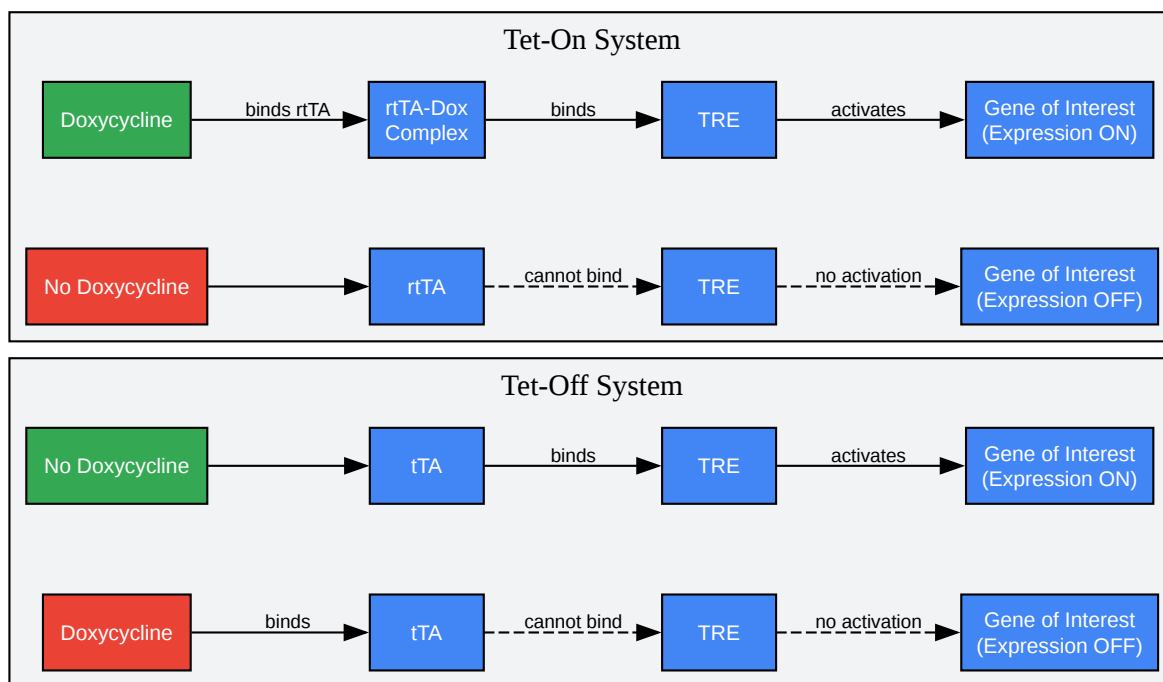 Tet-On System
Doxycycline
binds rtTA
rtTA-Dox
Complex
binds
TRE
activates
Gene of Interest
(Expression ON)
No Doxycycline
rtTA
cannot bind
TRE
no activation
Gene of Interest
(Expression OFF)
Tet-Off System
No Doxycycline
tTA
binds
TRE
activates
Gene of Interest
(Expression ON)
Doxycycline
binds
tTA
cannot bind
TRE
no activation
Gene of Interest
(Expression OFF)